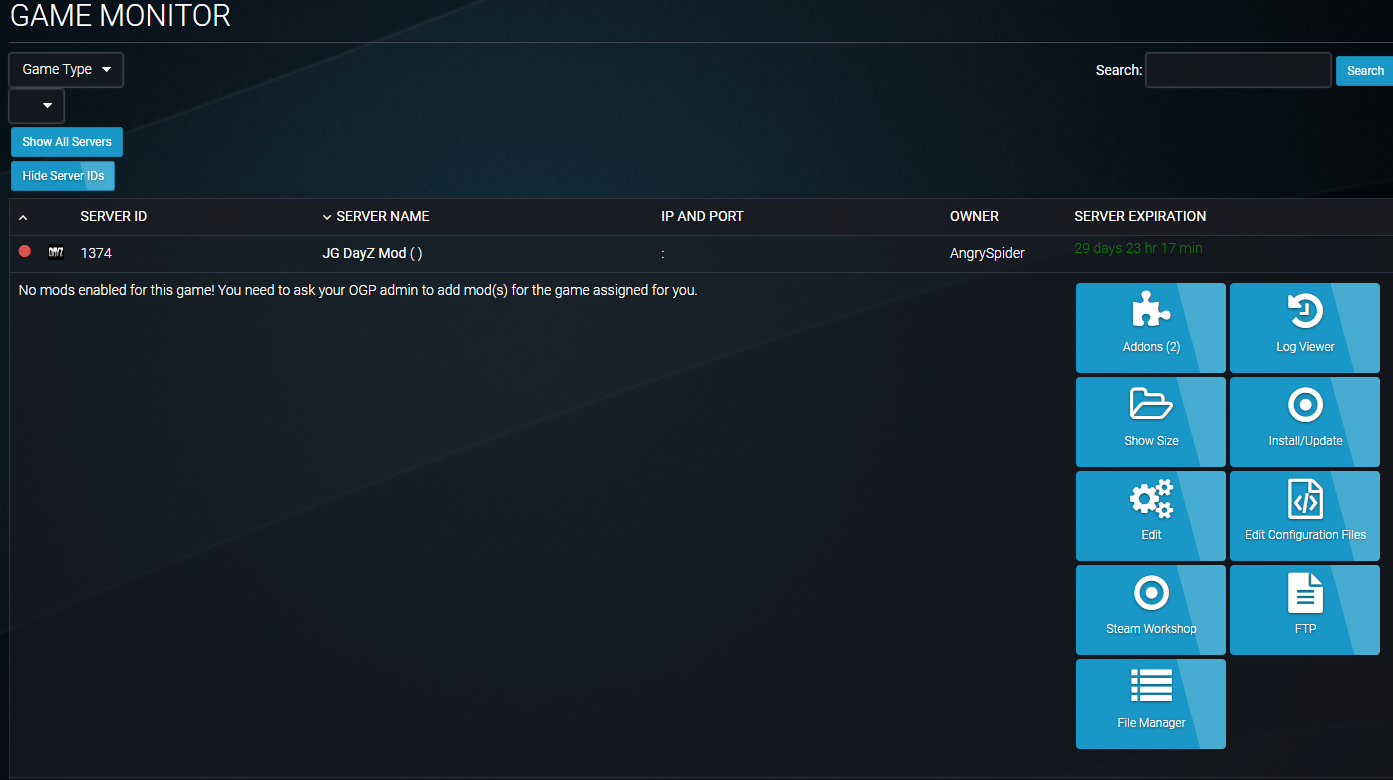 GAME MONITOR
Game Type
Search:
Search
Show All Servers
Hide Server IDs
SERVER ID
SERVER NAME
IP AND PORT
OWNER
SERVER EXPIRATION
DAYZ
1374
JG DayZ Mod ( )
:
AngrySpider
29 days 23 hr 17 min
No mods enabled for this game! You need to ask your OGP admin to add mod(s) for the game assigned for you.
Addons (2)
Log Viewer
Show Size
Install/Update
Edit
Edit Configuration Files
Steam Workshop
FTP
File Manager